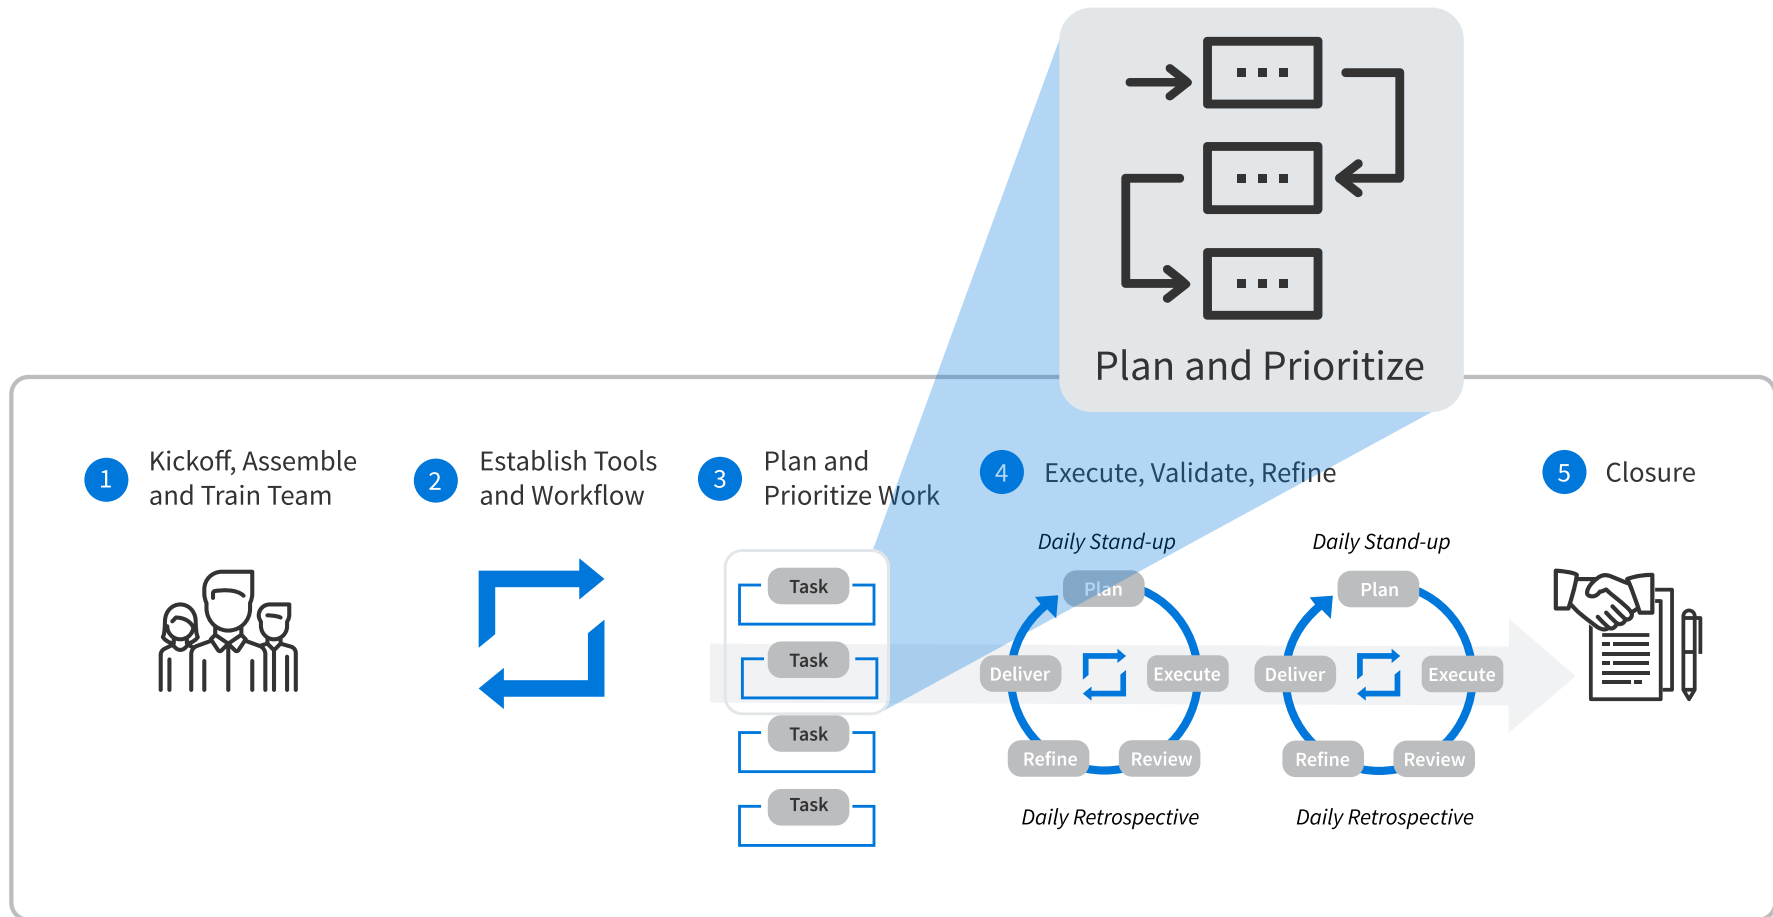 Plan and Prioritize
1
Kickoff, Assemble
and Train Team
2
Establish Tools
and Workflow
3
Plan and
Prioritize Work
4
Execute, Validate, Refine
5
Closure
Task
Task
Task
Task
Daily Stand-up
Plan
Deliver
Execute
Refine
Review
Daily Retrospective
Daily Stand-up
Plan
Deliver
Execute
Refine
Review
Daily Retrospective